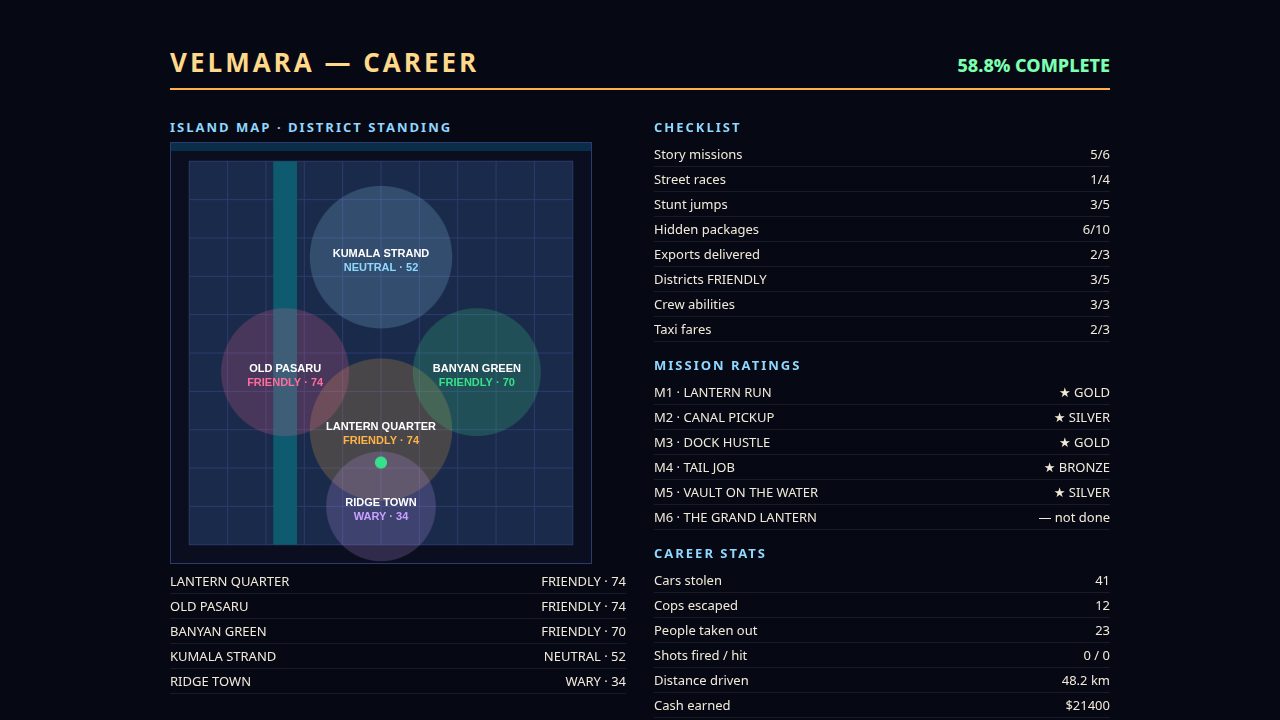 VELMARA — CAREER
58.8% COMPLETE
ISLAND MAP · DISTRICT STANDING
KUMALA STRAND
NEUTRAL · 52
OLD PASARU
FRIENDLY · 74
BANYAN GREEN
FRIENDLY · 70
LANTERN QUARTER
FRIENDLY · 74
RIDGE TOWN
WARY · 34
LANTERN QUARTER FRIENDLY · 74
OLD PASARU FRIENDLY · 74
BANYAN GREEN FRIENDLY · 70
KUMALA STRAND NEUTRAL · 52
RIDGE TOWN WARY · 34
CHECKLIST
Story missions 5/6
Street races 1/4
Stunt jumps 3/5
Hidden packages 6/10
Exports delivered 2/3
Districts FRIENDLY 3/5
Crew abilities 3/3
Taxi fares 2/3
MISSION RATINGS
M1 · LANTERN RUN ★ GOLD
M2 · CANAL PICKUP ★ SILVER
M3 · DOCK HUSTLE ★ GOLD
M4 · TAIL JOB ★ BRONZE
M5 · VAULT ON THE WATER ★ SILVER
M6 · THE GRAND LANTERN — not done
CAREER STATS
Cars stolen 41
Cops escaped 12
People taken out 23
Shots fired / hit 0 / 0
Distance driven 48.2 km
Cash earned $21400